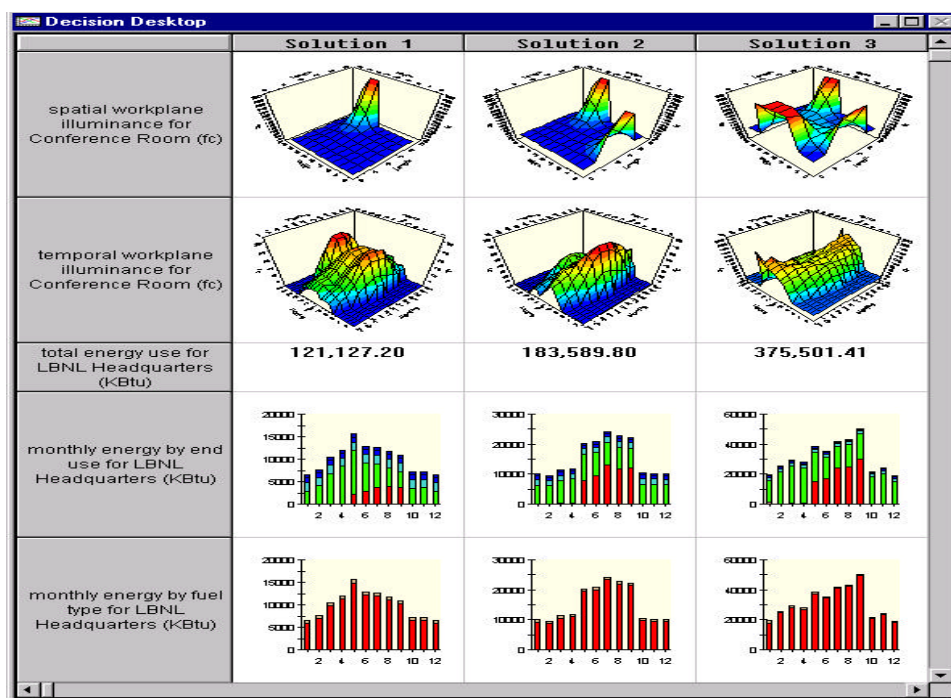 Decision Desktop
Solution 1
Solution 2
Solution 3
spatial workplane
illuminance for
Conference Room (fc)
temporal workplane
illuminance for
Conference Room (fc)
total energy use for
LBNL Headquarters
(KBtu)
121,127.20
183,589.80
375,501.41
monthly energy by end
use for LBNL
Headquarters (KBtu)
20000
15000
10000
5000
0
2 4 6 8 10 12
30000
20000
10000
0
2 4 6 8 10 12
60000
40000
20000
0
2 4 6 8 10 12
monthly energy by fuel
type for LBNL
Headquarters (KBtu)
20000
15000
10000
5000
0
2 4 6 8 10 12
30000
20000
10000
0
2 4 6 8 10 12
60000
40000
20000
0
2 4 6 8 10 12